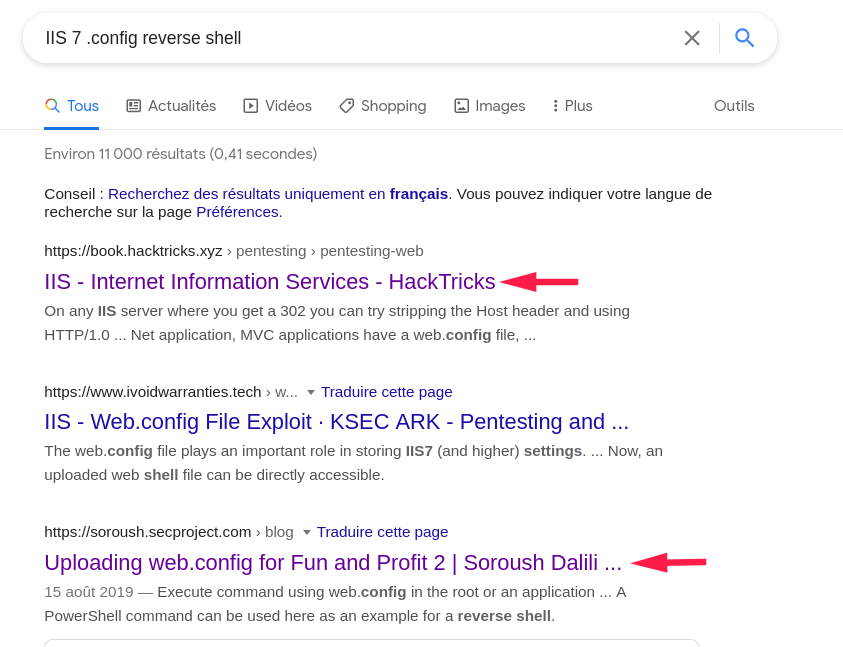 IIS 7 .config reverse shell
Tous Actualités Vidéos Shopping Images Plus Outils
Environ 11 000 résultats (0,41 secondes)
Conseil : Recherchez des résultats uniquement en français. Vous pouvez indiquer votre langue de
recherche sur la page Préférences.
https://book.hacktricks.xyz › pentesting › pentesting-web
IIS - Internet Information Services - HackTricks
On any IIS server where you get a 302 you can try stripping the Host header and using
HTTP/1.0 ... Net application, MVC applications have a web.config file, ...
https://www.ivoidwarranties.tech › w... Traduire cette page
IIS - Web.config File Exploit · KSEC ARK - Pentesting and ...
The web.config file plays an important role in storing IIS7 (and higher) settings. ... Now, an
uploaded web shell file can be directly accessible.
https://soroush.secproject.com › blog Traduire cette page
Uploading web.config for Fun and Profit 2 | Soroush Dalili ...
15 août 2019 — Execute command using web.config in the root or an application ... A
PowerShell command can be used here as an example for a reverse shell.